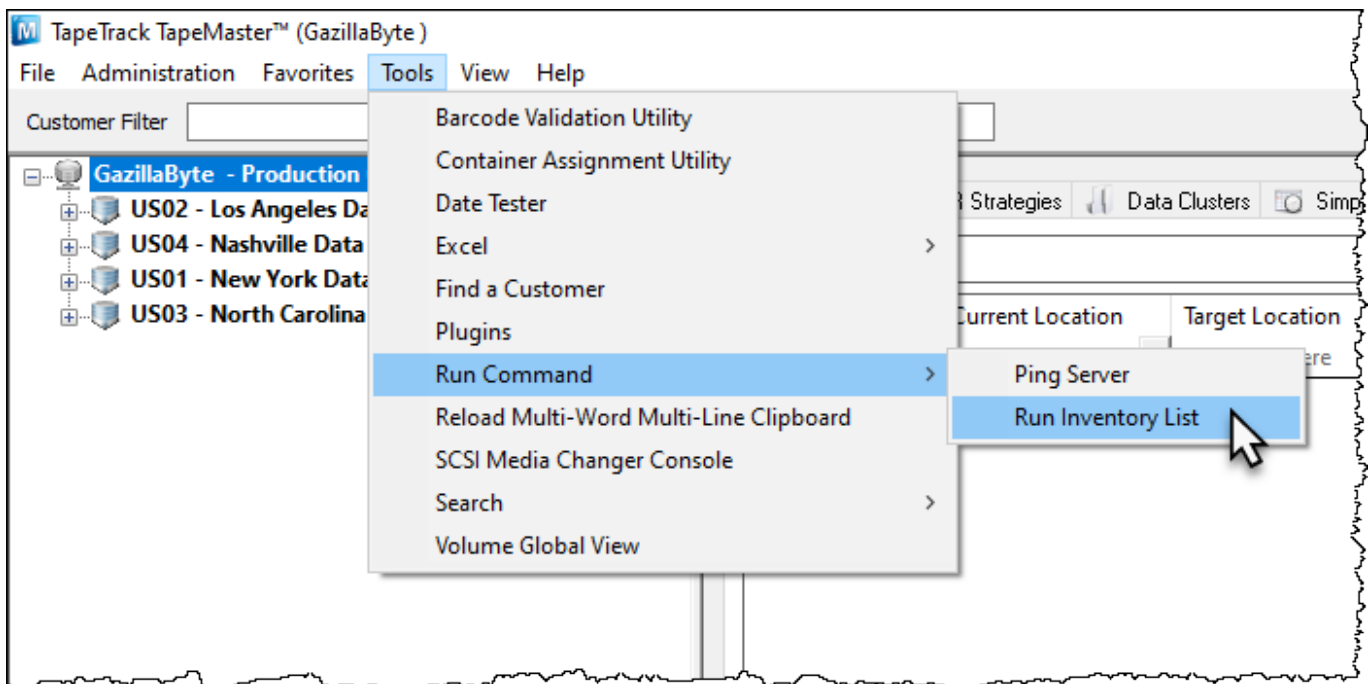 M TapeTrack TapeMaster™ (GazillaByte )
File Administration Favorites Tools View Help
Customer Filter
Barcode Validation Utility
Container Assignment Utility
Date Tester
Excel
Find a Customer
Plugins
Run Command
Reload Multi-Word Multi-Line Clipboard
SCSI Media Changer Console
Search
Volume Global View
GazillaByte - Production
US02 - Los Angeles Da
US04 - Nashville Data
US01 - New York Data
US03 - North Carolina
Strategies Data Clusters Simp
Current Location Target Location
ere
Ping Server
Run Inventory List